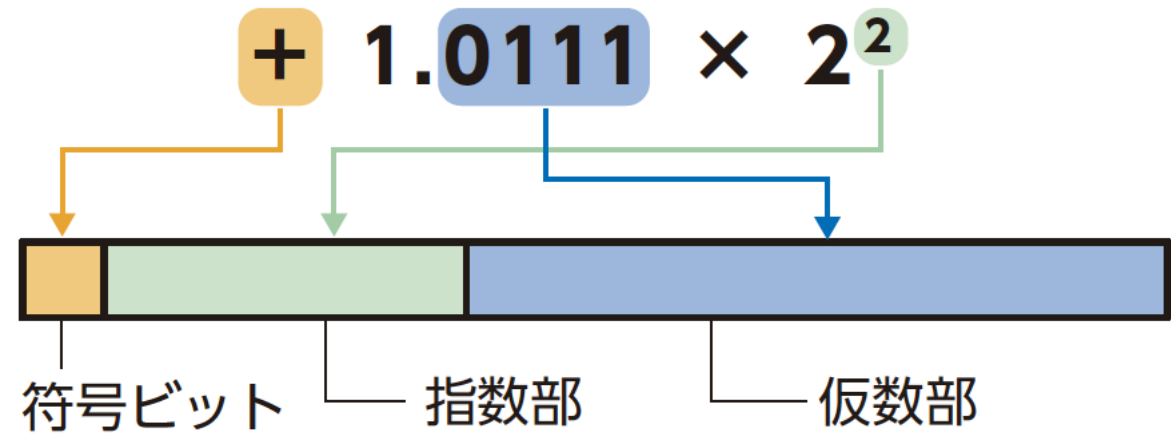 + 1.0111 × 2²
符号ビット 指数部 仮数部